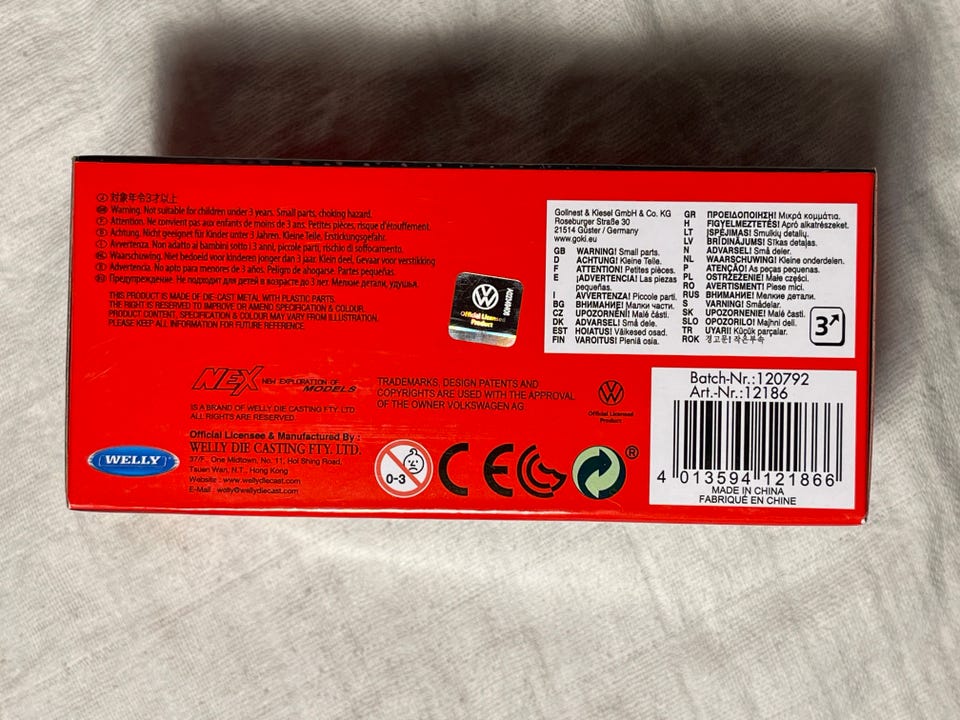 J 対象年令3才以上
GB Warning. Not suitable for children under 3 years. Small parts, choking hazard.
F Attention. Ne convient pas aux enfants de moins de 3 ans. Petites pièces, risque d'étouffement.
D Achtung. Nicht geeignet für Kinder unter 3 Jahren. Kleine Teile, Erstickungsgefahr.
I Avvertenza. Non adatto ai bambini sotto i 3 anni, piccole parti, rischio di soffocamento.
Waarschuwing. Niet bedoeld voor kinderen jonger dan 3 jaar. Klein deel. Gevaar voor verstikking
E Advertencia. No apto para menores de 3 años. Peligro de ahogarse. Partes pequeñas.
Предупреждение. Не подходит для детей в возрасте до 3 лет. Мелкие детали, удушья.
THIS PRODUCT IS MADE OF DIE-CAST METAL WITH PLASTIC PARTS.
THE RIGHT IS RESERVED TO IMPROVE OR AMEND SPECIFICATION & COLOUR.
PRODUCT CONTENT, SPECIFICATION & COLOUR MAY VARY FROM ILLUSTRATION.
PLEASE KEEP ALL INFORMATION FOR FUTURE REFERENCE.
Official Licensed
Product
Gollnest & Kiesel GmbH & Co. KG
Roseburger Straße 30
21514 Güster / Germany
www.goki.eu
GB WARNING! Small parts.
D ACHTUNG! Kleine Teile.
F ATTENTION! Petites pièces.
E ¡ADVERTENCIA! Las piezas
pequeñas.
I AVVERTENZA! Piccole parti.
BG ВНИМАНИЕ! Малки части.
CZ UPOZORNĚNÍ! Malé části.
DK ADVARSEL! Små dele.
EST HOIATUS! Väikesed osad.
FIN VAROITUS! Pieniä osia.
GR ΠΡΟΕΙΔΟΠΟΙΗΣΗ! Μικρά κομμάτια.
H FIGYELMEZTETÉS! Apró alkatrészeket.
LT ĮSPĖJIMAS! Smulkių detalių.
LV BRĪDINĀJUMS! Sīkas detaļas.
N ADVARSEL! Små deler.
NL WAARSCHUWING! Kleine onderdelen.
P ATENÇÃO! As peças pequenas.
PL OSTRZEŻENIE! Małe części.
RO AVERTISMENT! Piese mici.
RUS ВНИМАНИЕ! Мелкие детали.
S VARNING! Smådelar.
SK UPOZORNENIE! Malé časti.
SLO OPOZORILO! Majhni deli.
TR UYARI! Küçük parçalar.
ROK 경고문! 작은부속
3
NEX NEW EXPLORATION OF
MODELS
IS A BRAND OF WELLY DIE CASTING FTY. LTD.
ALL RIGHTS ARE RESERVED
TRADEMARKS, DESIGN PATENTS AND
COPYRIGHTS ARE USED WITH THE APPROVAL
OF THE OWNER VOLKSWAGEN AG.
Official Licensed
Product
WELLY
Official Licensee & Manufactured By :
WELLY DIE CASTING FTY. LTD.
37/F., One Midtown, No. 11, Hoi Shing Road,
Tsuen Wan, N.T., Hong Kong
Website : www.wellydiecast.com
E-Mail : welly@wellydiecast.com
0-3
CE
®
Batch-Nr.:120792
Art.-Nr.:12186
4 013594 121866
MADE IN CHINA
FABRIQUÉ EN CHINE